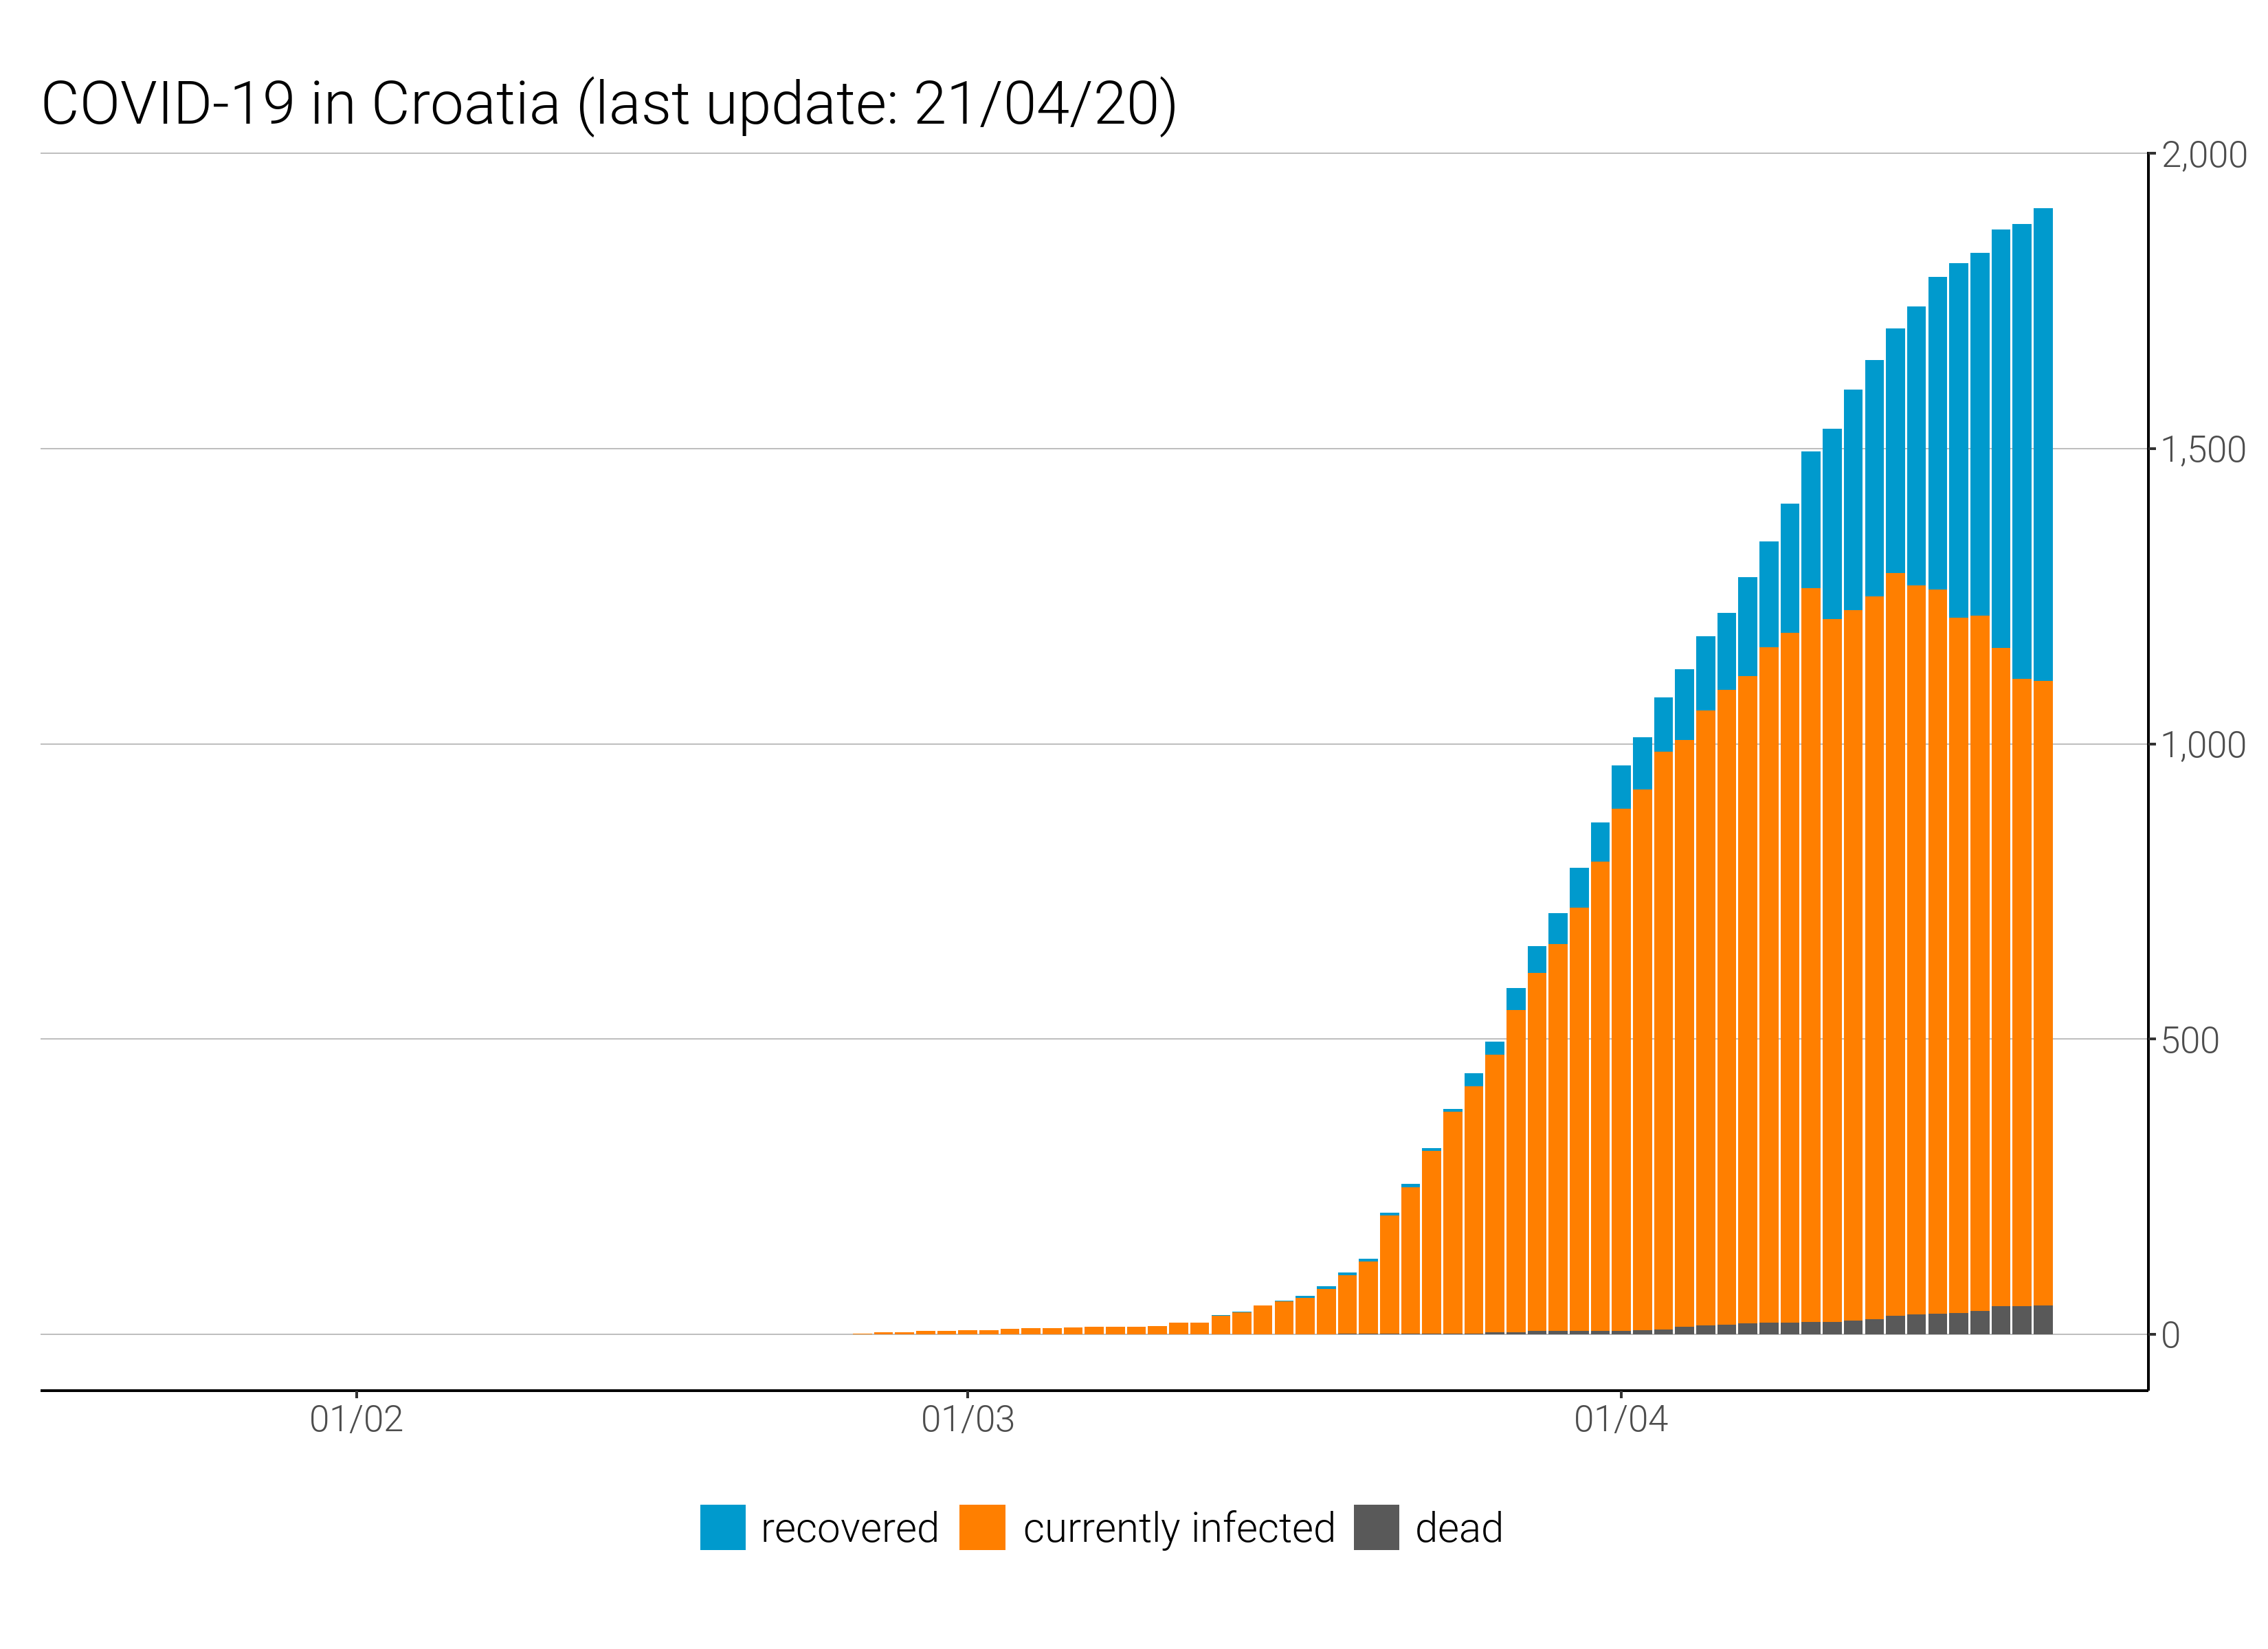 COVID-19 in Croatia (last update: 21/04/20)
2,000
1,500
1,000
500
0
01/02 01/03 01/04
recovered currently infected dead